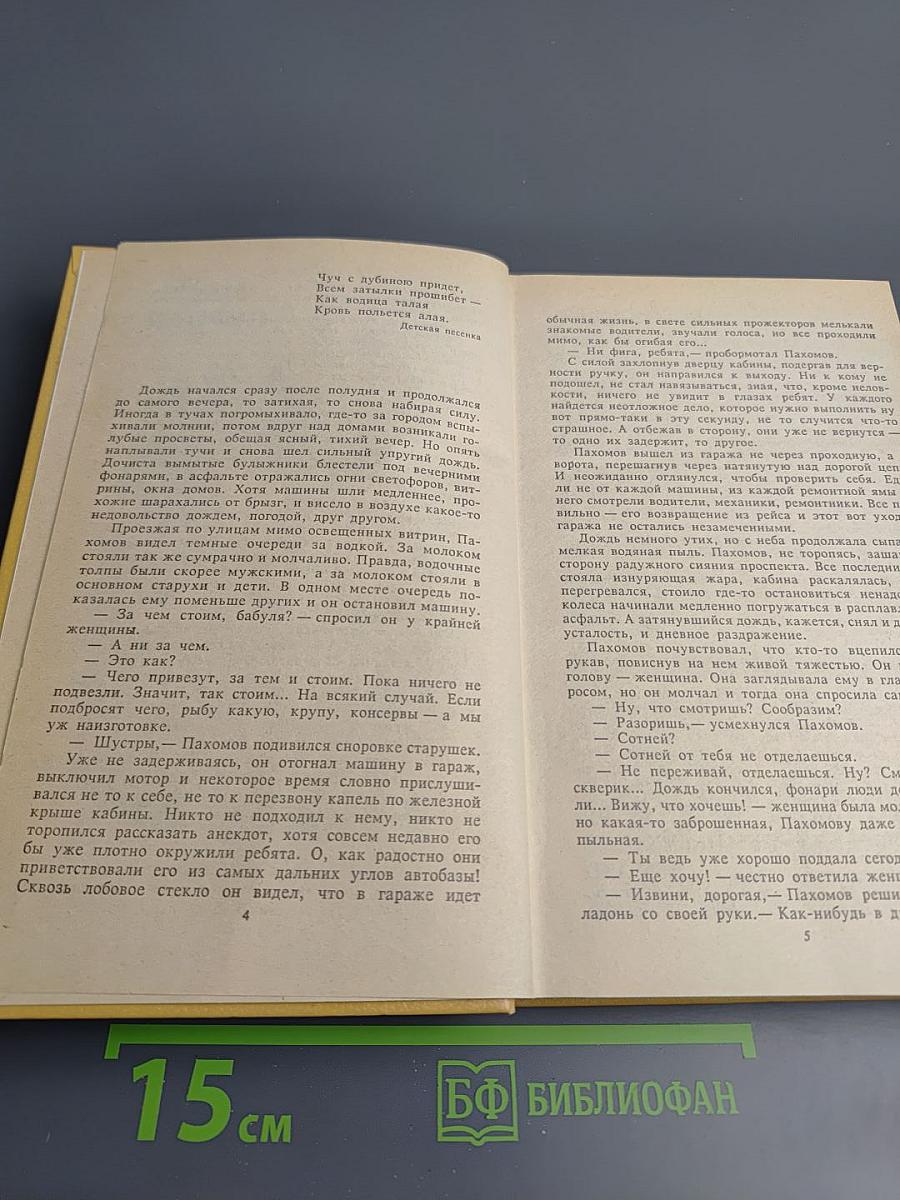 Чуч с дубиною придет,
Всем затылки прошибет —
Как водица талая
Кровь польется алая.
Детская песенка
Дождь начался сразу после полудня и продолжался
до самого вечера, то затихая, то снова набирая силу.
Иногда в тучах погромыхивало, где-то за городом вспы-
хивали молнии, потом вдруг над домами возникали го-
лубые просветы, обещая ясный, тихий вечер. Но опять
наплывали тучи и снова шел сильный упругий дождь.
Дочиста вымытые булыжники блестели под вечерними
фонарями, в асфальте отражались огни светофоров, вит-
рины, окна домов. Хотя машины шли медленнее, про-
хожие шарахались от брызг, и висело в воздухе какое-то
недовольство дождем, погодой, друг другом.
Проезжая по улицам мимо освещенных витрин, Па-
хомов видел темные очереди за водкой. За молоком
стояли так же сумрачно и молчаливо. Правда, водочные
толпы были скорее мужскими, а за молоком стояли в
основном старухи и дети. В одном месте очередь по-
казалась ему поменьше других и он остановил машину.
— За чем стоим, бабуля? — спросил он у крайней
женщины.
— А ни за чем.
— Это как?
— Чего привезут, за тем и стоим. Пока ничего не
подвезли. Значит, так стоим... На всякий случай. Если
подбросят чего, рыбу какую, крупу, консервы — а мы
уж наизготовке.
— Шустры,— Пахомов подивился сноровке старушек.
Уже не задерживаясь, он отогнал машину в гараж,
выключил мотор и некоторое время словно прислуши-
вался не то к себе, не то к перезвону капель по железной
крыше кабины. Никто не подходил к нему, никто не
торопился рассказать анекдот, хотя совсем недавно его
бы уже плотно окружили ребята. О, как радостно они
приветствовали его из самых дальних углов автобазы!
Сквозь лобовое стекло он видел, что в гараже идет
4
обычная жизнь, в свете сильных прожекторов мелькали
знакомые водители, звучали голоса, но все проходили
мимо, как бы огибая его...
— Ни фига, ребята,— пробормотал Пахомов.
С силой захлопнув дверцу кабины, подергав для вер-
ности ручку, он направился к выходу. Ни к кому не
подошел, не стал навязываться, зная, что, кроме нелов-
кости, ничего не увидит в глазах ребят. У каждого
найдется неотложное дело, которое нужно выполнить ну
вот прямо-таки в эту секунду, не то случится что-то
страшное. А отбежав в сторону, они уже не вернутся —
то одно их задержит, то другое.
Пахомов вышел из гаража не через проходную, а
ворота, перешагнув через натянутую над дорогой цеп
И неожиданно оглянулся, чтобы проверить себя. Ед
ли не от каждой машины, из каждой ремонтной ямы
него смотрели водители, механики, ремонтники. Все п
вильно — его возвращение из рейса и этот вот уход
гаража не остались незамеченными.
Дождь немного утих, но с неба продолжала сыпа
мелкая водяная пыль. Пахомов, не торопясь, заша
сторону радужного сияния проспекта. Все последни
стояла изнуряющая жара, кабина раскалялась,
перегревался, стоило где-то остановиться ненадо
колеса начинали медленно погружаться в расплавл
асфальт. А затянувшийся дождь, кажется, снял и д
усталость, и дневное раздражение.
Пахомов почувствовал, что кто-то вцепилс
рукав, повиснув на нем живой тяжестью. Он
голову — женщина. Она заглядывала ему в гла
росом, но он молчал и тогда она спросила сам
— Ну, что смотришь? Сообразим?
— Разоришь,— усмехнулся Пахомов.
— Сотней?
— Сотней от тебя не отделаешься.
— Не переживай, отделаешься. Ну? См
скверик... Дождь кончился, фонари люди д
ли... Вижу, что хочешь! — женщина была мол
но какая-то заброшенная, Пахомову даже
пыльная.
— Ты ведь уже хорошо поддала сегод
— Еще хочу! — честно ответила жен
— Извини, дорогая,— Пахомов реши
ладонь со своей руки.— Как-нибудь в д
5
15 см
БФ БИБЛИОФАН